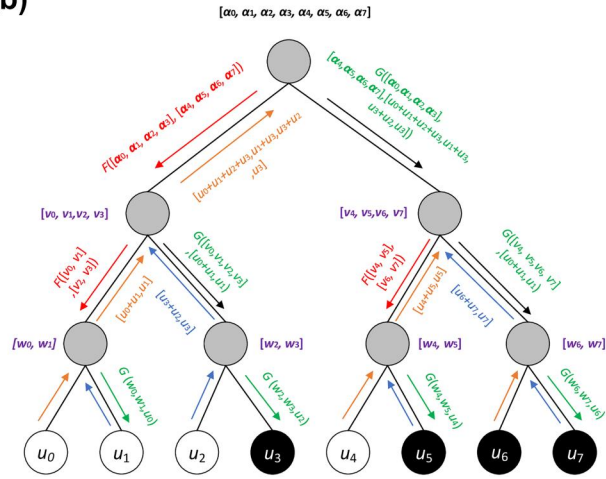 b)
[α0, α1, α2, α3, α4, α5, α6, α7]
F([α0, α1, α2, α3], [α4, α5, α6, α7])
[u0+u1+u2+u3,u1+u3,u3+u2
,u3]
G([α0,α1,α2,α3],
[α4,α5,α6,α7],[u0+u1+u2+u3,u1+u3,
u3+u2,u3])
[v0, v1,v2, v3]
[v4, v5,v6, v7]
F([v0, v1]
,[v2, v3])
[u0+u1,u1]
G([v0,v1,v2,v3]
,[u0+u1,u1)
[u3+u2,u3]
F([v4, v5],
[v6, v7])
[u4+u5,u5]
G([v4, v5,v6, v7]
,[u0+u1,u1)
[u6+u7,u7]
[w0, w1]
[w2, w3]
[w4, w5]
[w6, w7]
G (w0,w1,u0)
G(w2,w3,u2)
G(w4,w5,u4)
G(w6,w7,u6)
u0
u1
u2
u3
u4
u5
u6
u7